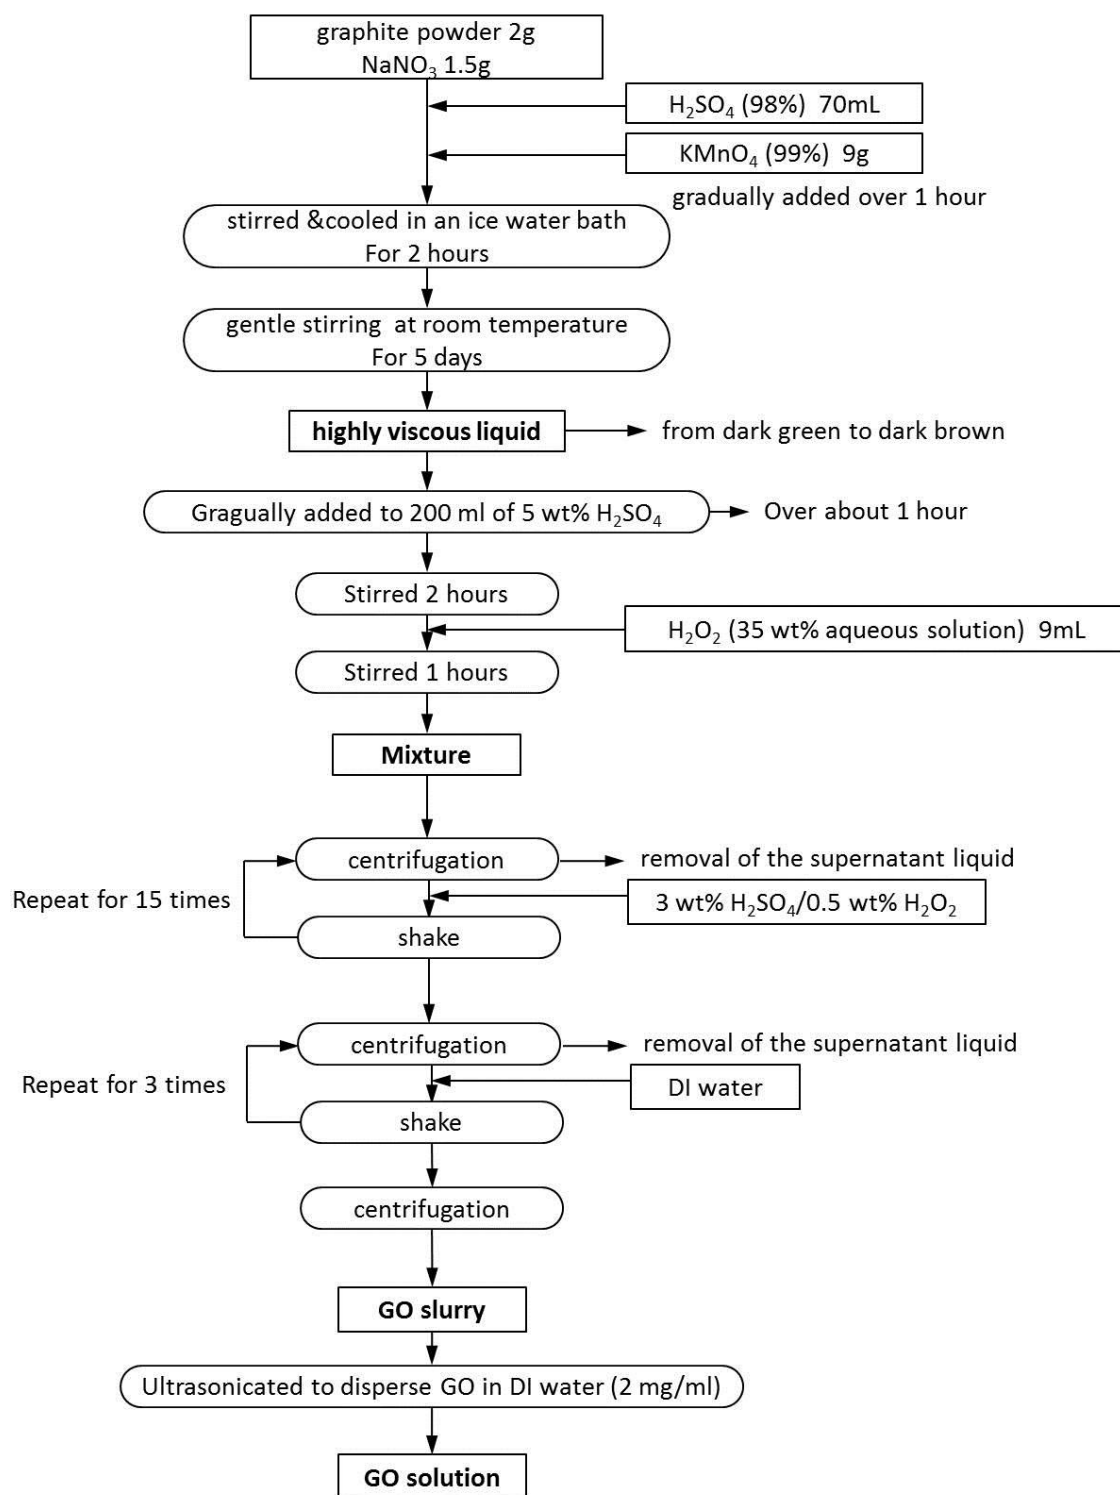 graphite powder 2g
NaNO₃ 1.5g
H₂SO₄ (98%) 70mL
KMnO₄ (99%) 9g
gradually added over 1 hour
stirred &cooled in an ice water bath
For 2 hours
gentle stirring at room temperature
For 5 days
highly viscous liquid
from dark green to dark brown
Gragually added to 200 ml of 5 wt% H₂SO₄
Over about 1 hour
Stirred 2 hours
H₂O₂ (35 wt% aqueous solution) 9mL
Stirred 1 hours
Mixture
centrifugation
removal of the supernatant liquid
Repeat for 15 times
3 wt% H₂SO₄/0.5 wt% H₂O₂
shake
centrifugation
removal of the supernatant liquid
Repeat for 3 times
DI water
shake
centrifugation
GO slurry
Ultrasonicated to disperse GO in DI water (2 mg/ml)
GO solution